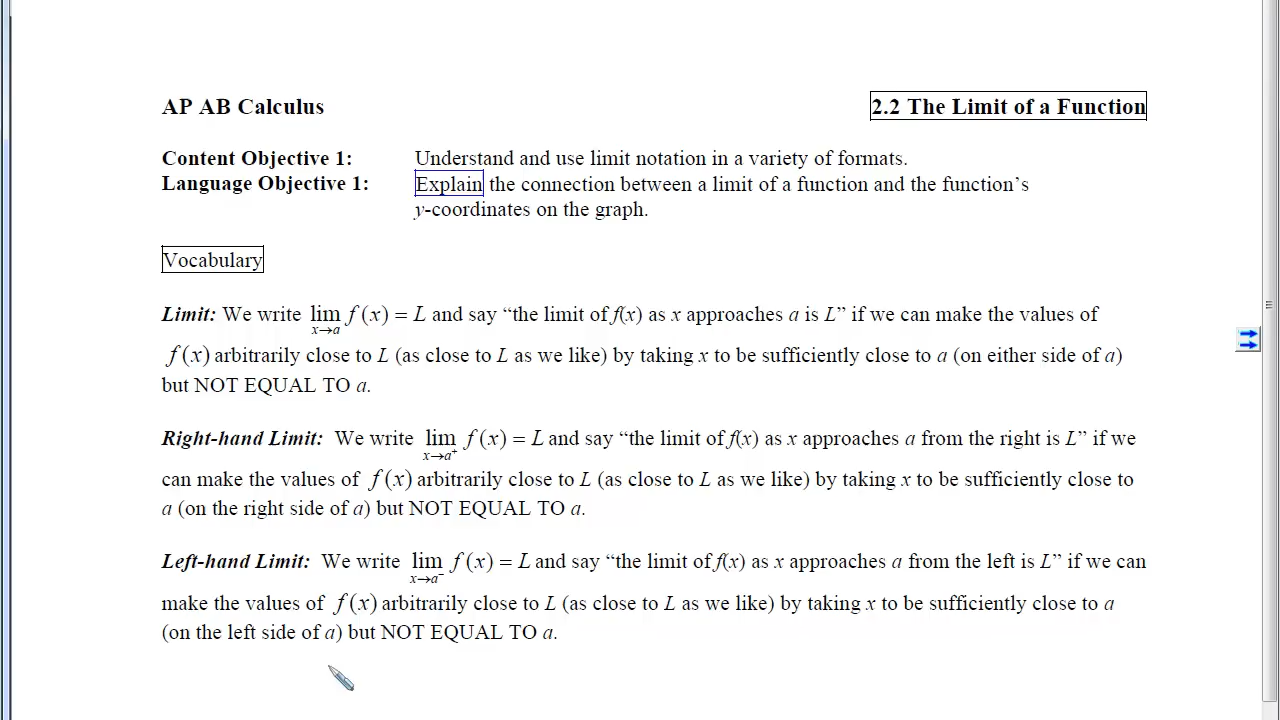 AP AB Calculus 2.2 The Limit of a Function
Content Objective 1: Understand and use limit notation in a variety of formats.
Language Objective 1: Explain the connection between a limit of a function and the function's
y-coordinates on the graph.
Vocabulary
Limit: We write lim x→a f(x) = L and say “the limit of f(x) as x approaches a is L” if we can make the values of
f(x) arbitrarily close to L (as close to L as we like) by taking x to be sufficiently close to a (on either side of a)
but NOT EQUAL TO a.
Right-hand Limit: We write lim x→a⁺ f(x) = L and say “the limit of f(x) as x approaches a from the right is L” if we
can make the values of f(x) arbitrarily close to L (as close to L as we like) by taking x to be sufficiently close to
a (on the right side of a) but NOT EQUAL TO a.
Left-hand Limit: We write lim x→a⁻ f(x) = L and say “the limit of f(x) as x approaches a from the left is L” if we can
make the values of f(x) arbitrarily close to L (as close to L as we like) by taking x to be sufficiently close to a
(on the left side of a) but NOT EQUAL TO a.